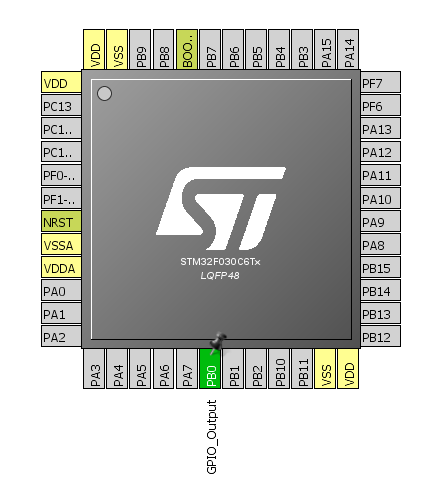 VDD
VSS
PB9
PB8
BOO..
PB7
PB6
PB5
PB4
PB3
PA15
PA14
VDD
PC13
PC1..
PC1..
PF0-..
PF1-..
NRST
VSSA
VDDA
PA0
PA1
PA2
PF7
PF6
PA13
PA12
PA11
PA10
PA9
PA8
PB15
PB14
PB13
PB12
ST
STM32F030C6Tx
LQFP48
PA3
PA4
PA5
PA6
PA7
PB0
PB1
PB2
PB10
PB11
VSS
VDD
GPIO_Output